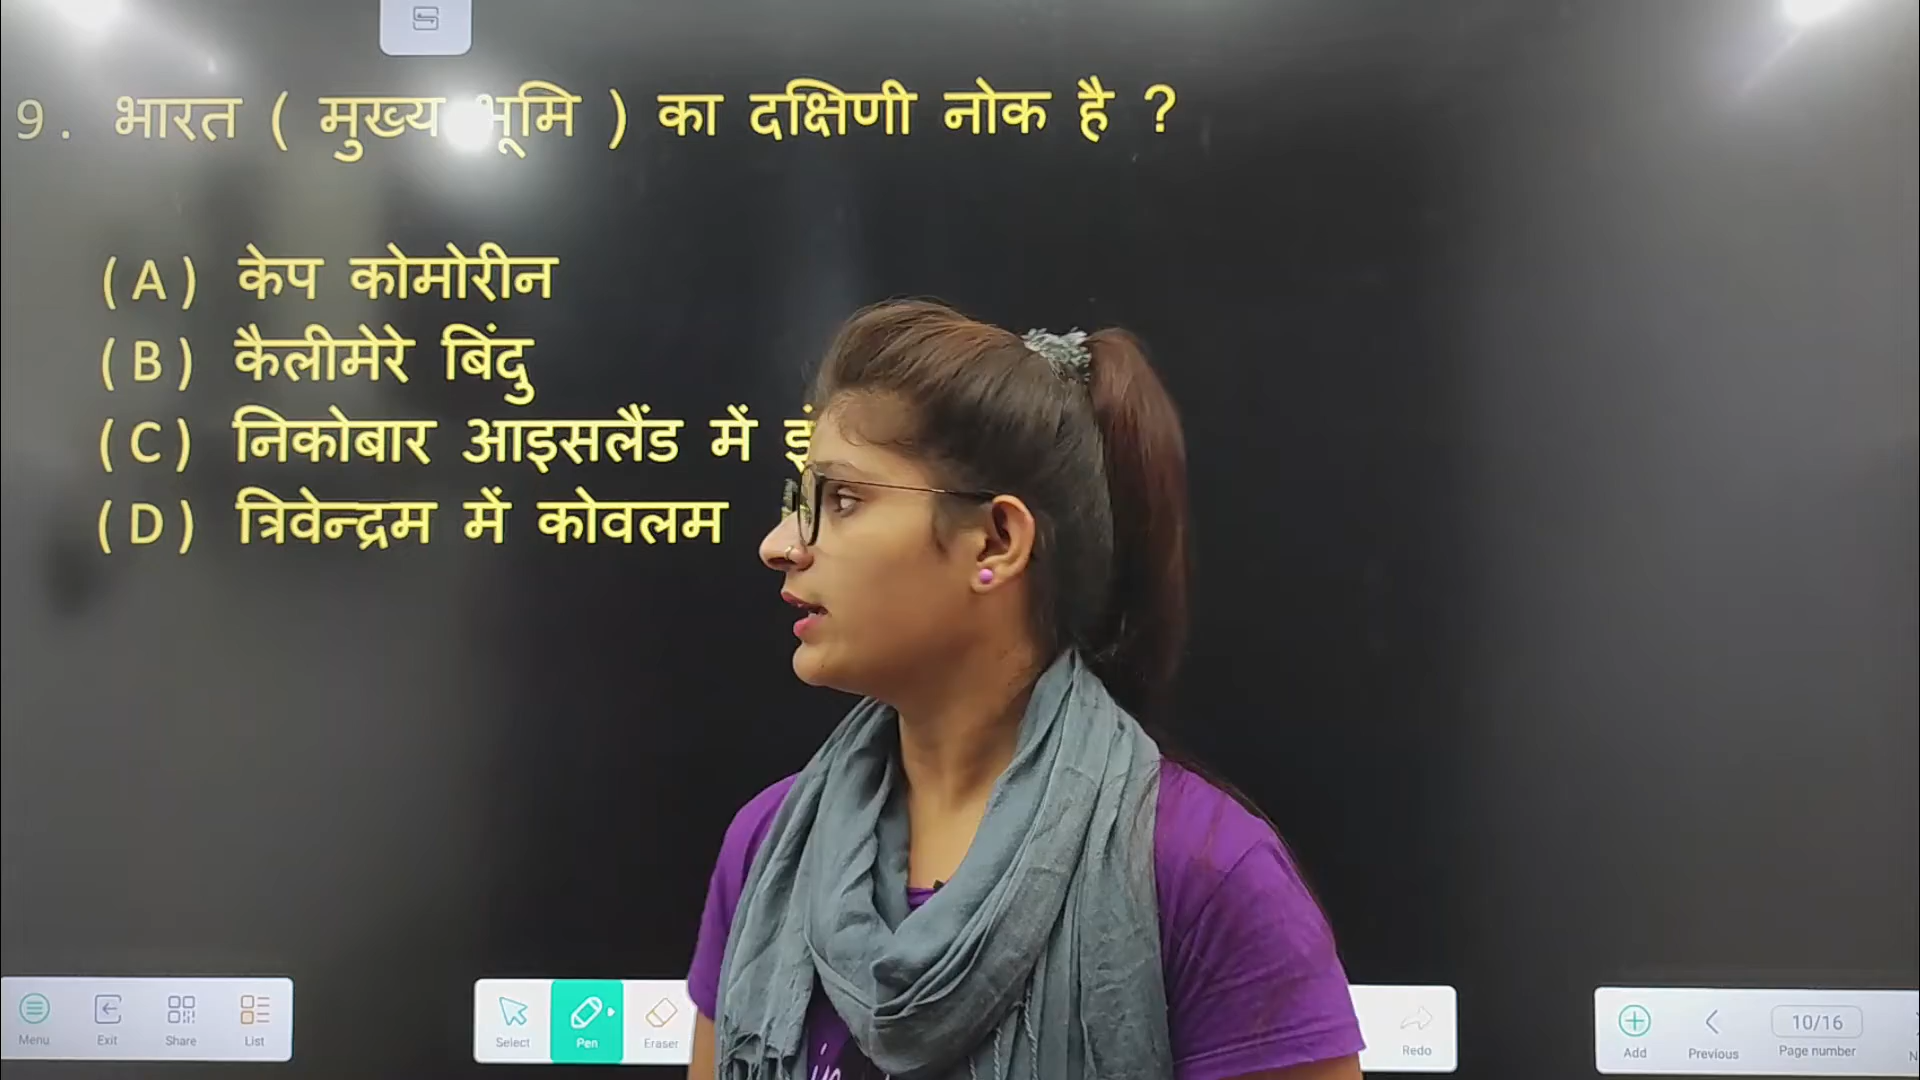 9. भारत ( मुख्य भूमि ) का दक्षिणी नोक है ?
(A) केप कोमोरीन
(B) कैलीमेरे बिंदु
(C) निकोबार आइसलैंड में
(D) त्रिवेन्द्रम में कोवलम
Menu Exit Share List Select Pen Eraser Redo Add Previous 10/16 Page number